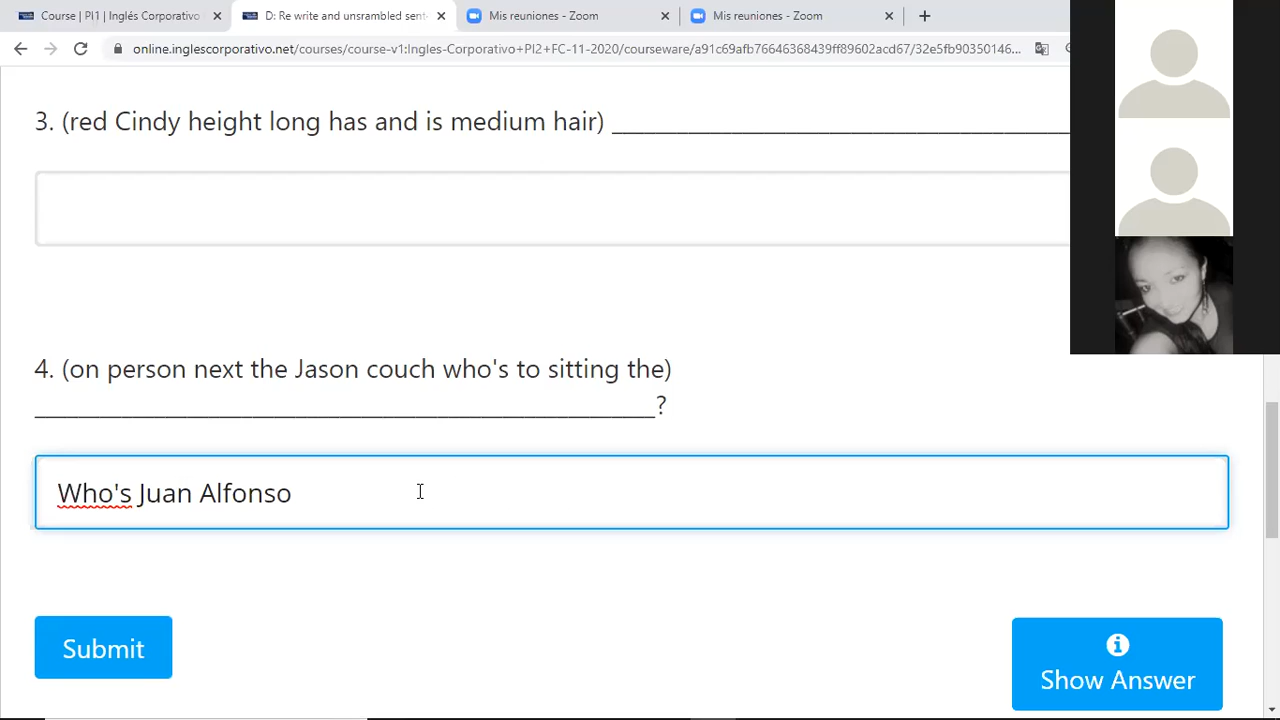 Course | PI1 | Inglés Corporativo
D: Re write and unsrambled sent
Mis reuniones - Zoom
Mis reuniones - Zoom
online.inglescorporativo.net/courses/course-v1:Ingles-Corporativo+PI2+FC-11-2020/courseware/a91c69afb76646368439ff89602acd67/32e5fb90350146...
3. (red Cindy height long has and is medium hair) ___________________________________
4. (on person next the Jason couch who's to sitting the)
______________________________________________?
Who's Juan Alfonso
Submit
Show Answer